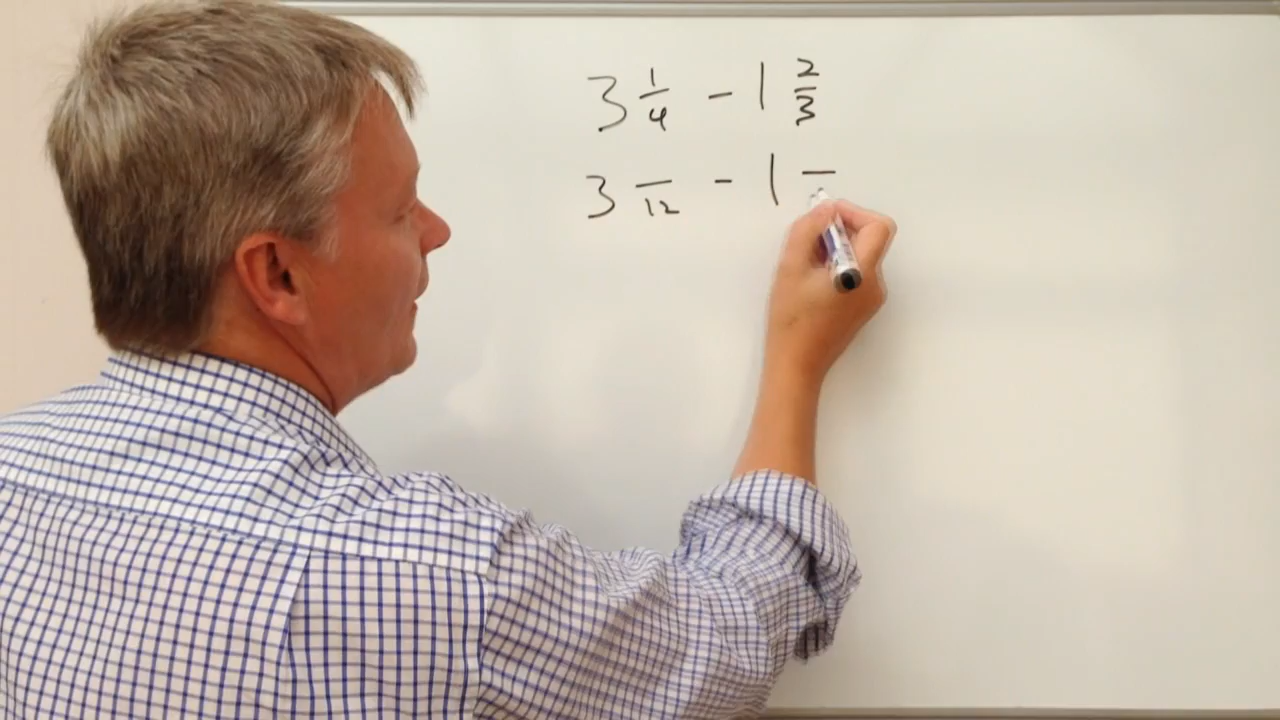 3 1/4 - 1 2/3
3 —/12 - 1 —